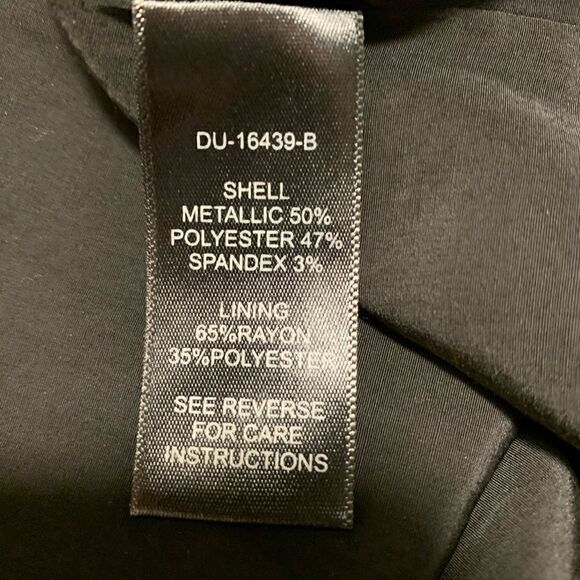 DU-16439-B
SHELL
METALLIC 50%
POLYESTER 47%
SPANDEX 3%
LINING
65%RAYON
35%POLYESTER
SEE REVERSE
FOR CARE
INSTRUCTIONS